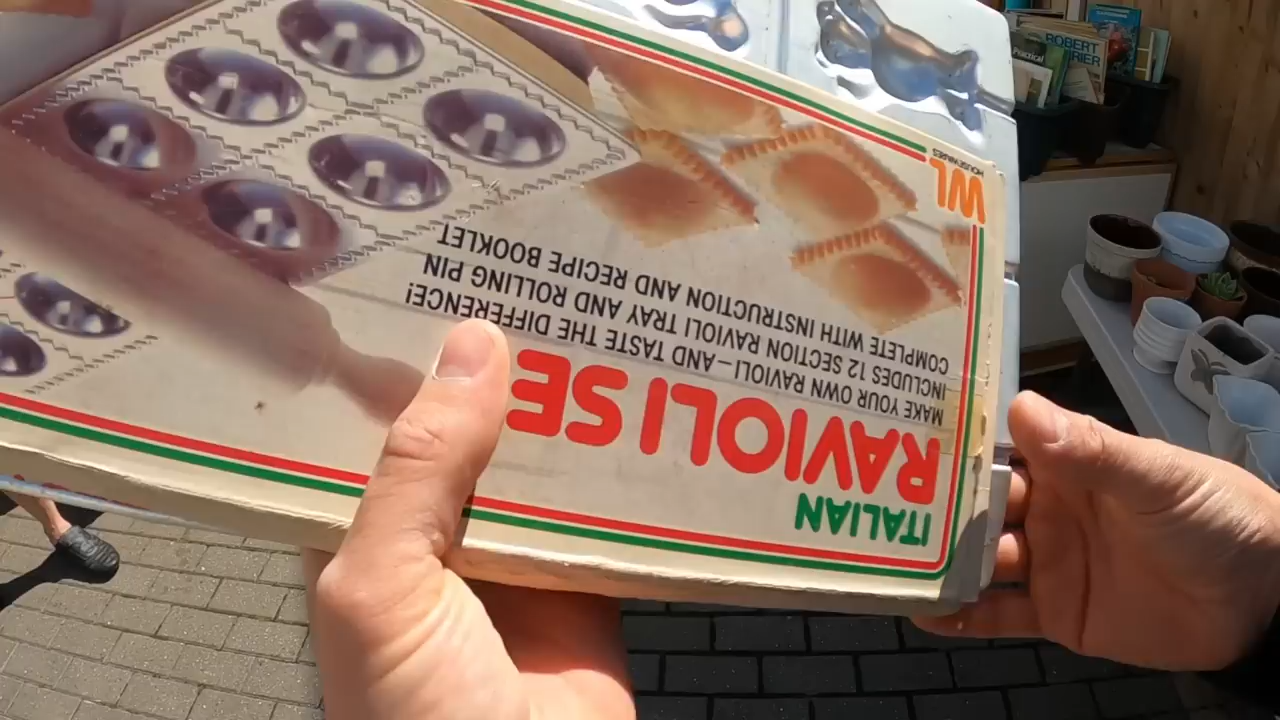 ITALIAN
RAVIOLI SE
MAKE YOUR OWN RAVIOLI – AND TASTE THE DIFFERENCE!
INCLUDES 12 SECTION RAVIOLI TRAY AND ROLLING PIN
COMPLETE WITH INSTRUCTION AND RECIPE BOOKLET
WL
HOUSEWARES
Practical
ROBERT